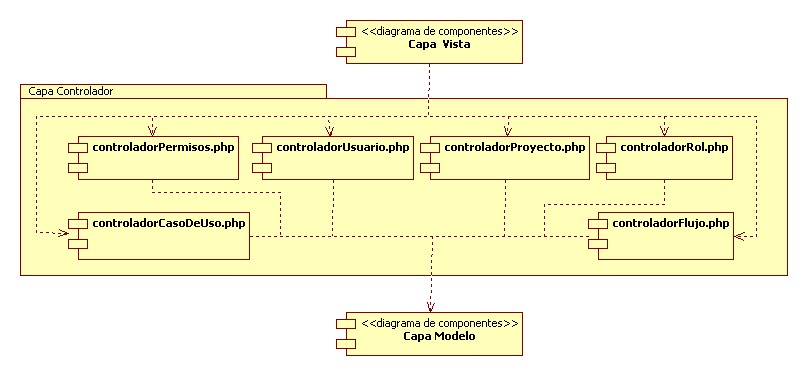 <<diagrama de componentes>>
Capa Vista
Capa Controlador
controladorPermisos.php
controladorUsuario.php
controladorProyecto.php
controladorRol.php
controladorCasoDeUso.php
controladorFlujo.php
<<diagrama de componentes>>
Capa Modelo